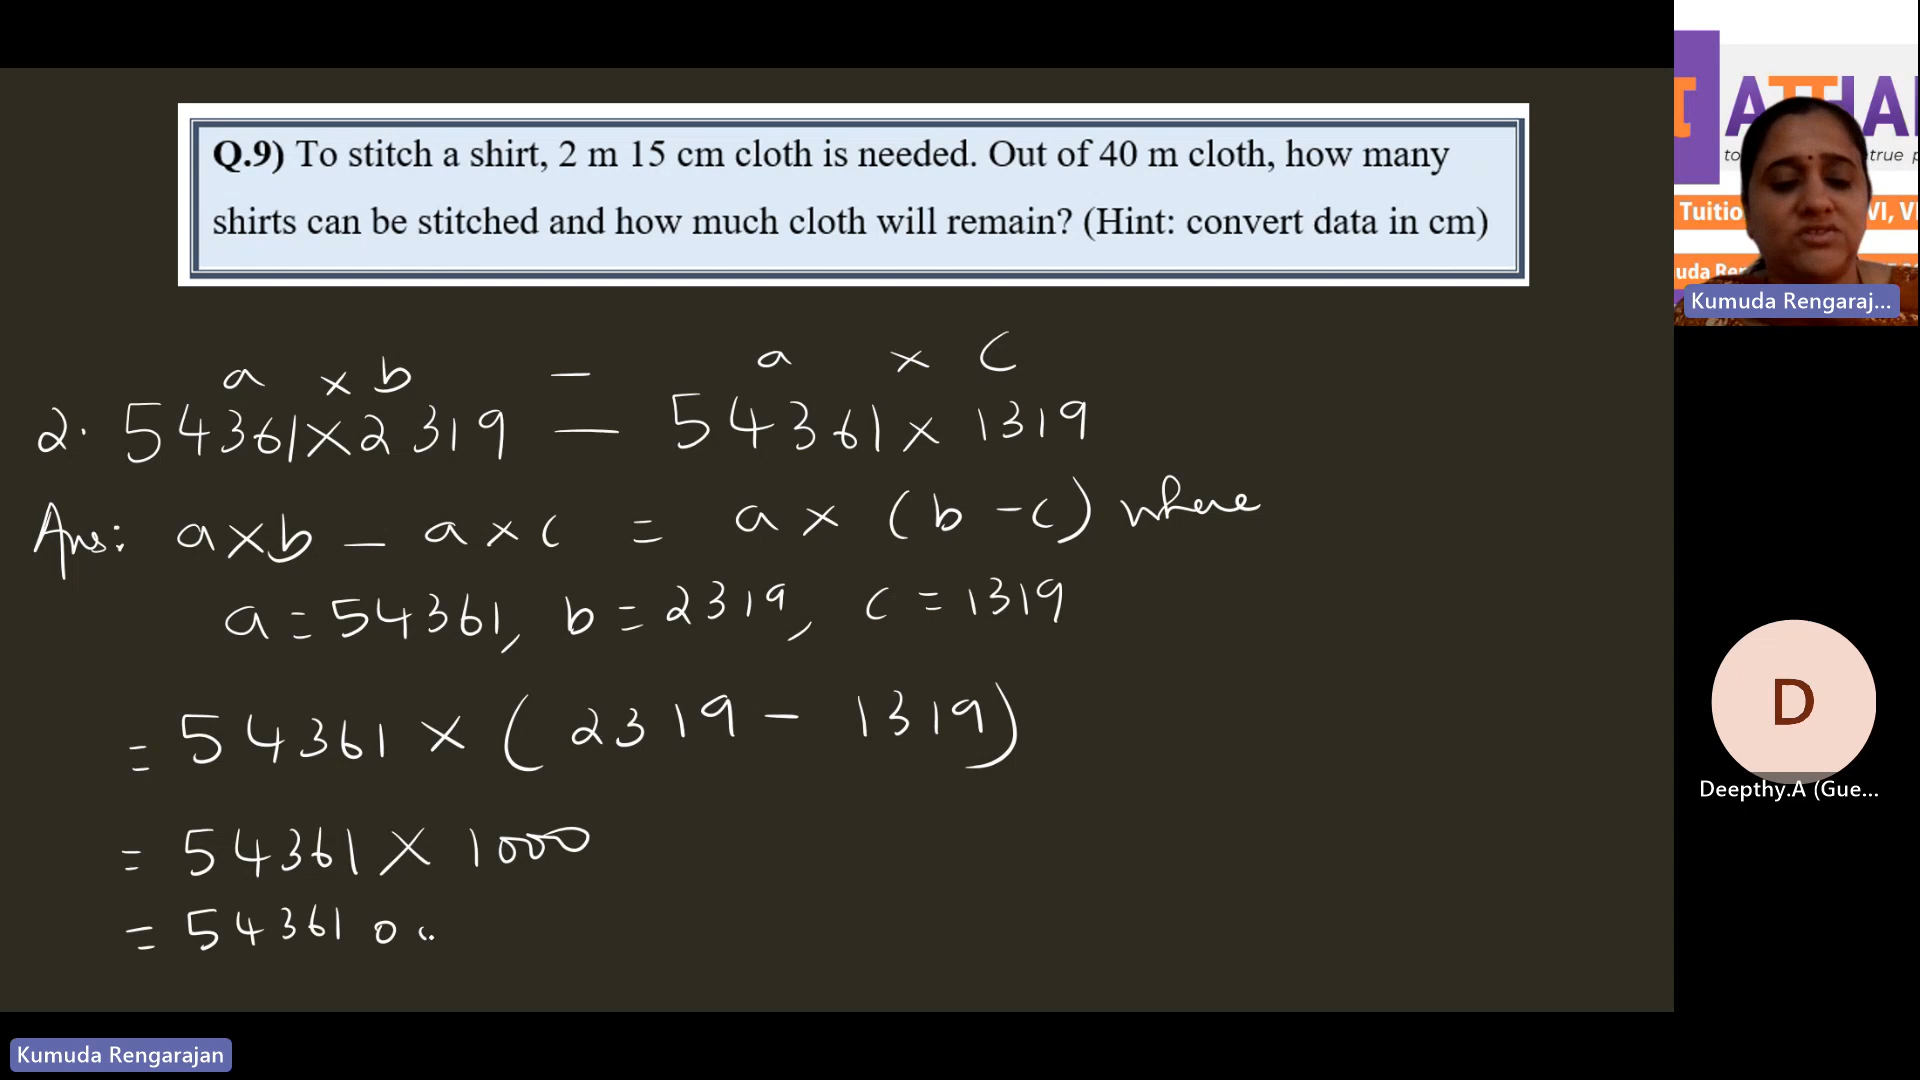 Q.9) To stitch a shirt, 2 m 15 cm cloth is needed. Out of 40 m cloth, how many
shirts can be stitched and how much cloth will remain? (Hint: convert data in cm)
a × b – a × c
2. 54361 × 2319 – 54361 × 1319
Ans: a × b – a × c = a × (b - c) where
a = 54361, b = 2319, c = 1319
= 54361 × (2319 - 1319)
= 54361 × 1000
= 54361 0
Kumuda Rengaraj...
D
Deepthy.A (Gue...
Kumuda Rengarajan